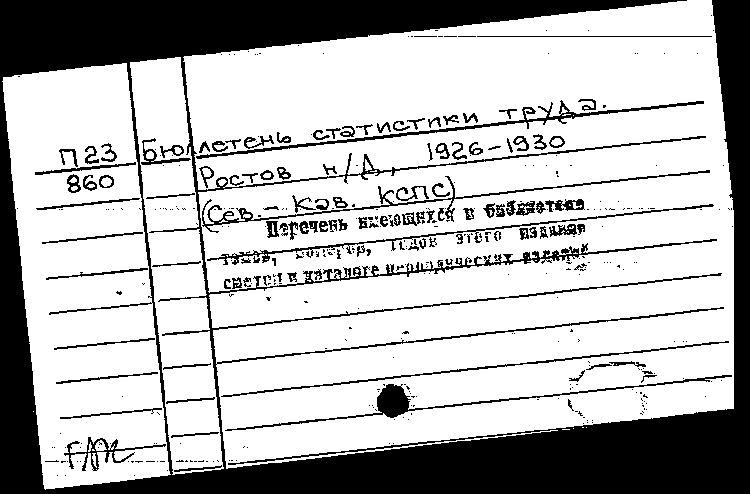 П23 Бюллетень статистики труда.
860 Ростов н/Д, 1926-1930
(Сев.-Кав. КСПС)
Перечень имеющихся в библиотеке
томов, номеров, годов этого издания
смотри в каталоге периодических изданий